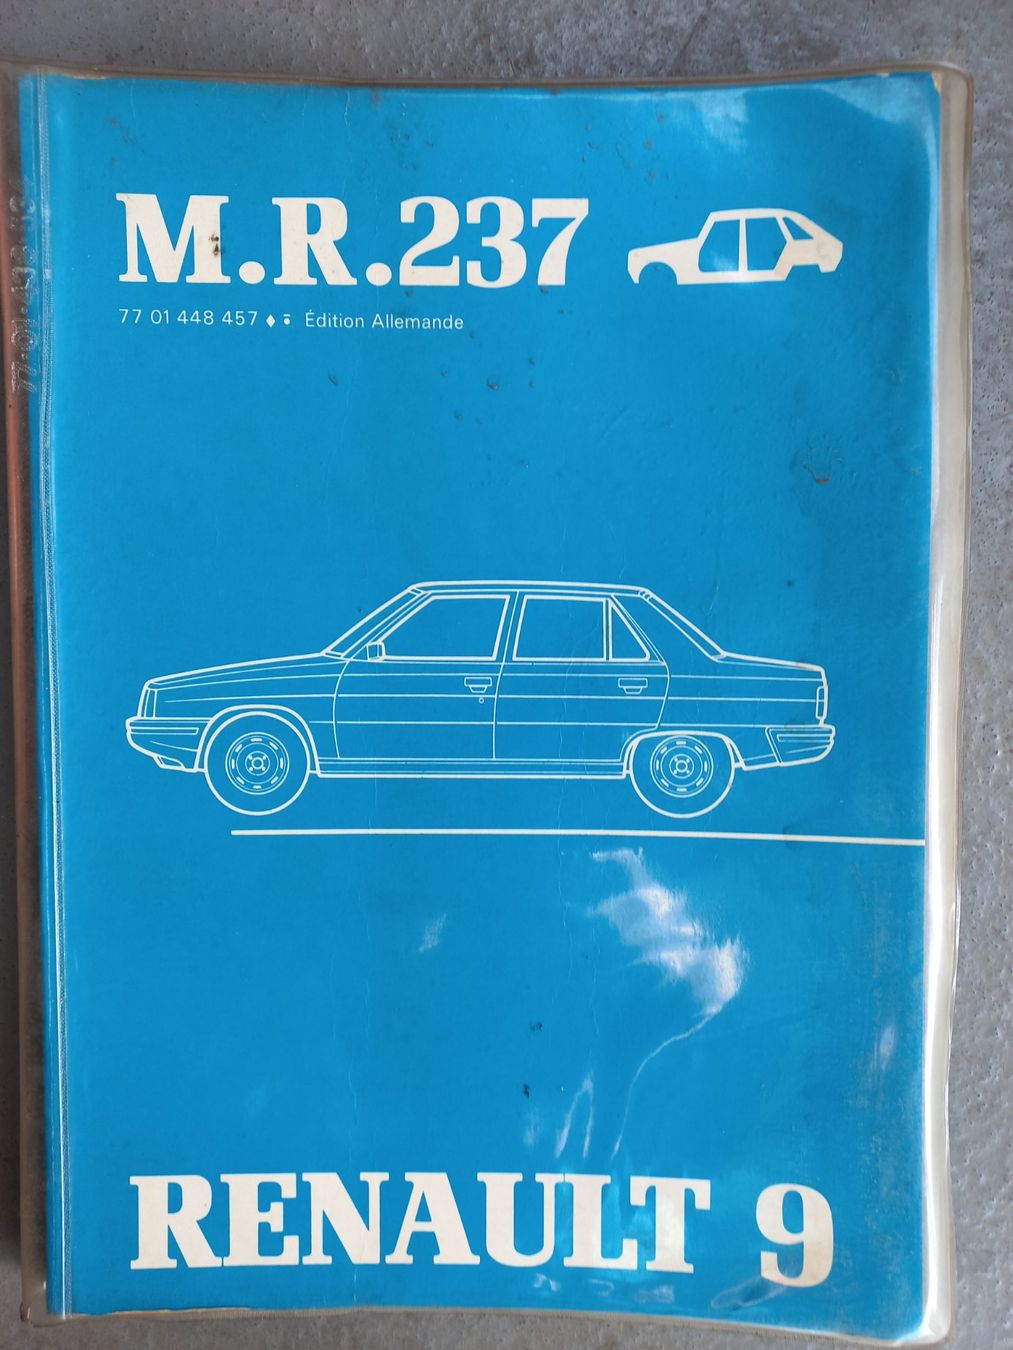 M.R.237
77 01 448 457 ♦ Édition Allemande
RENAULT 9